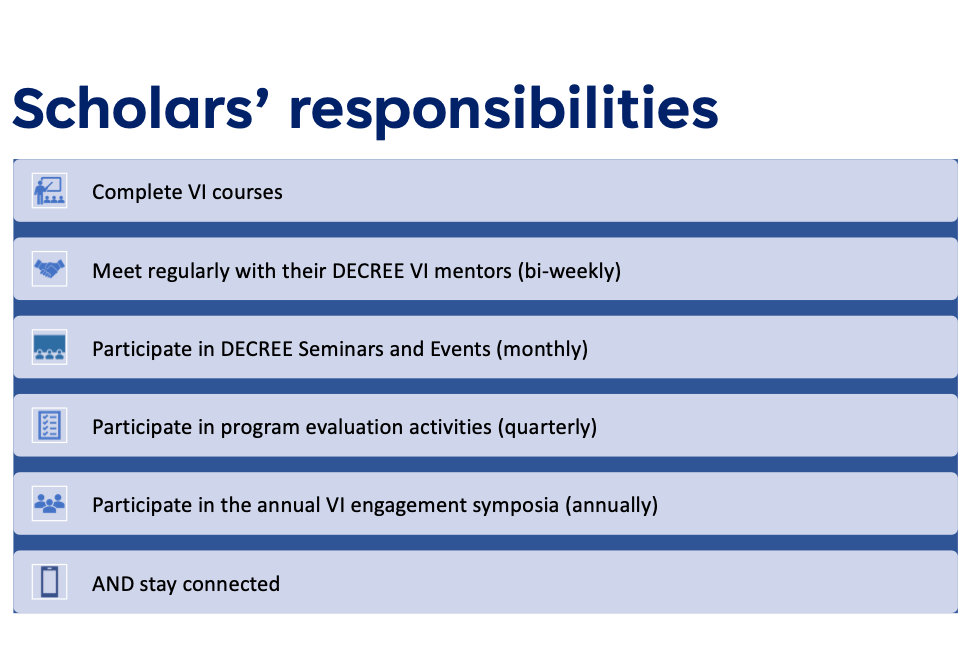 Scholars’ responsibilities
Complete VI courses
Meet regularly with their DECREE VI mentors (bi-weekly)
Participate in DECREE Seminars and Events (monthly)
Participate in program evaluation activities (quarterly)
Participate in the annual VI engagement symposia (annually)
AND stay connected